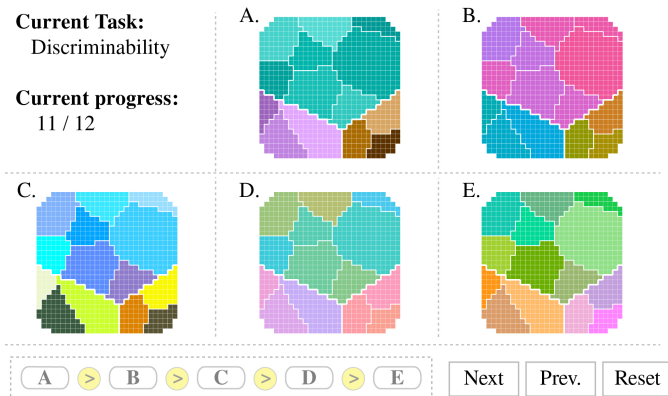 Current Task:
Discriminability
Current progress:
11 / 12
A.
B.
C.
D.
E.
A > B > C > D > E
Next
Prev.
Reset